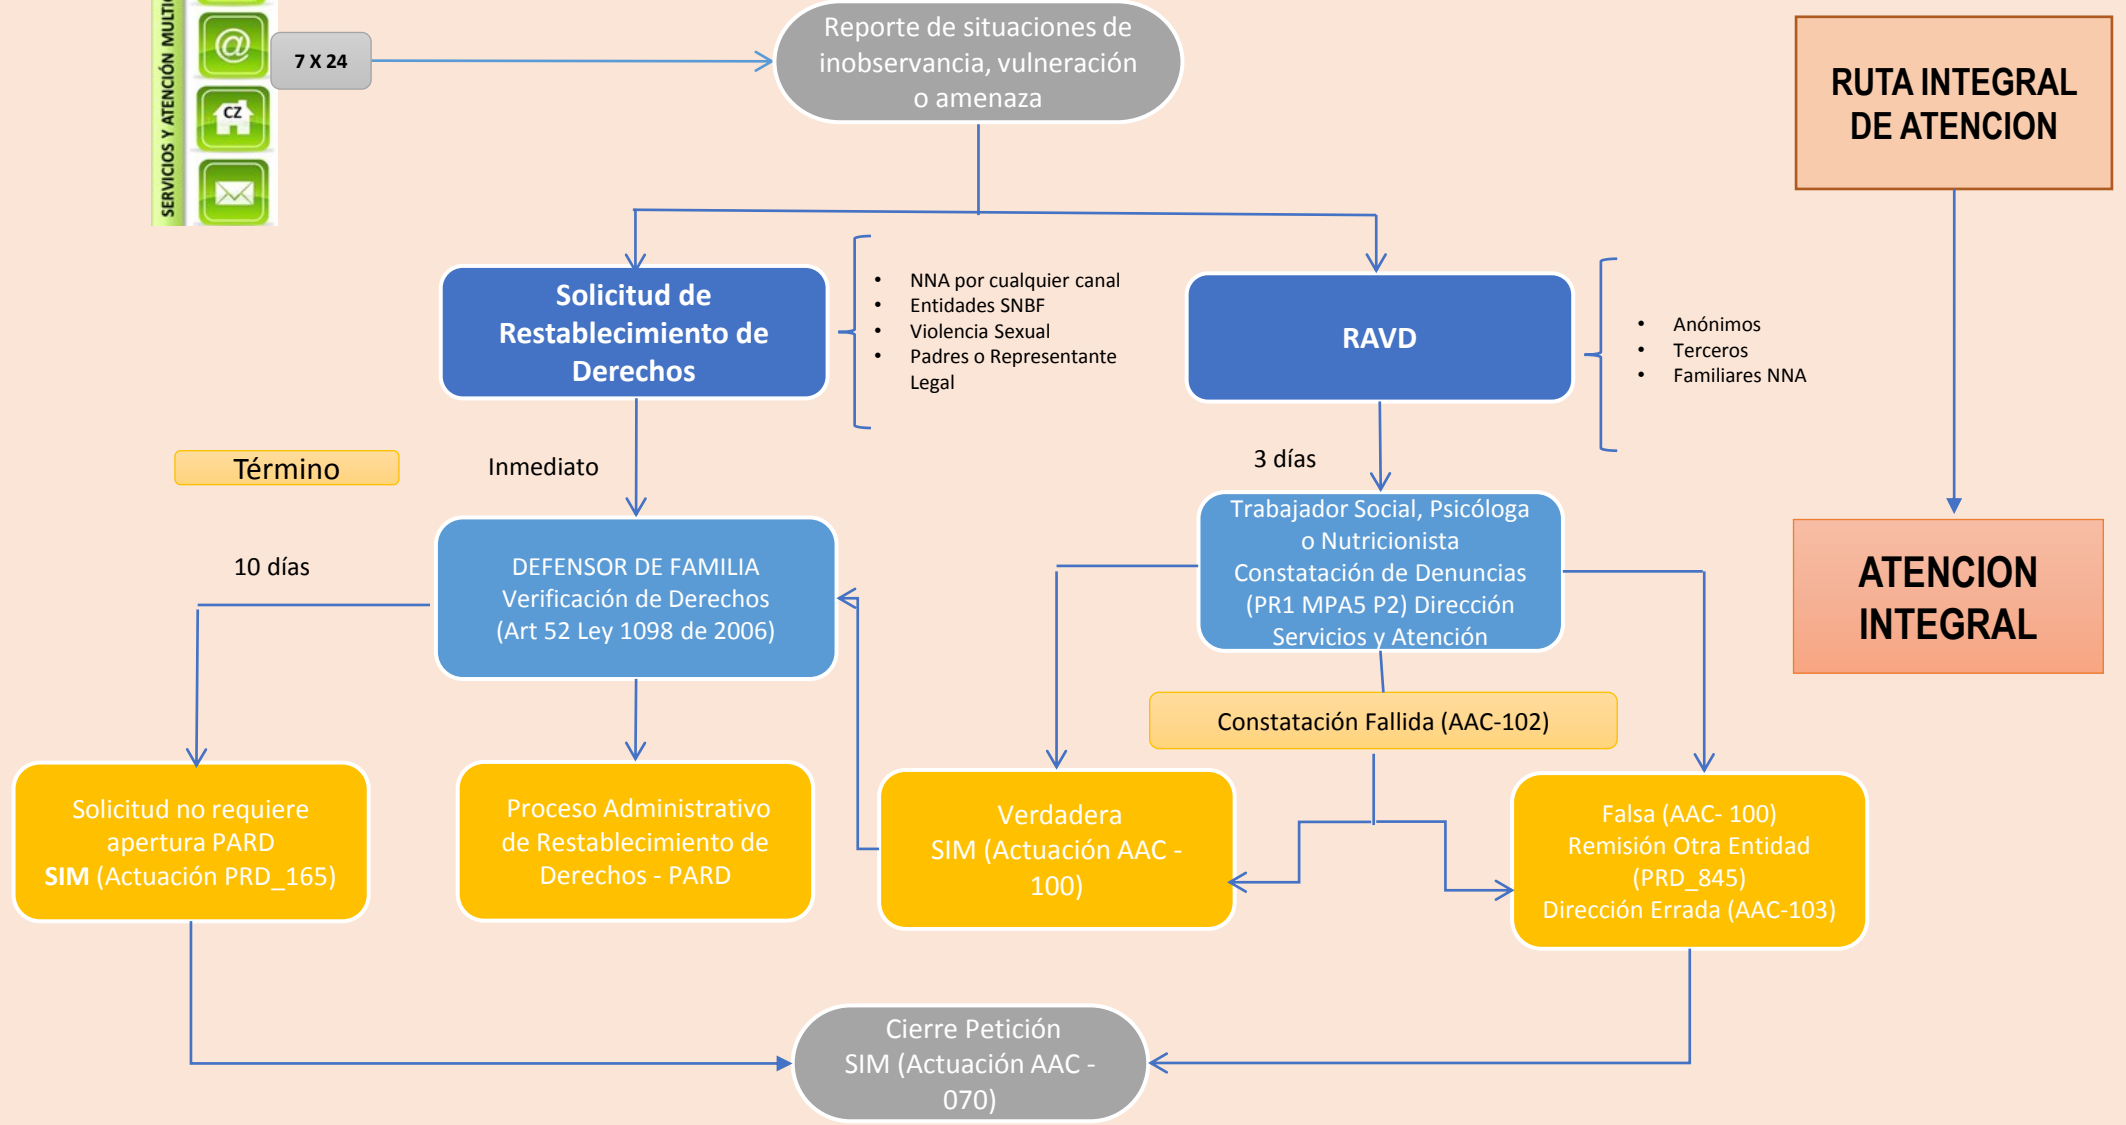 SERVICIOS Y ATENCIÓN
@
CZ
7 X 24
Reporte de situaciones de
inobservancia, vulneración
o amenaza
RUTA INTEGRAL
DE ATENCION
Solicitud de
Restablecimiento de
Derechos
• NNA por cualquier canal
• Entidades SNBF
• Violencia Sexual
• Padres o Representante
Legal
RAVD
• Anónimos
• Terceros
• Familiares NNA
Término
Inmediato
3 días
10 días
DEFENSOR DE FAMILIA
Verificación de Derechos
(Art 52 Ley 1098 de 2006)
Trabajador Social, Psicóloga
o Nutricionista
Constatación de Denuncias
(PR1 MPA5 P2) Dirección
Servicios y Atención
ATENCION
INTEGRAL
Constatación Fallida (AAC-102)
Solicitud no requiere
apertura PARD
SIM (Actuación PRD_165)
Proceso Administrativo
de Restablecimiento de
Derechos - PARD
Verdadera
SIM (Actuación AAC -
100)
Falsa (AAC- 100)
Remisión Otra Entidad
(PRD_845)
Dirección Errada (AAC-103)
Cierre Petición
SIM (Actuación AAC -
070)